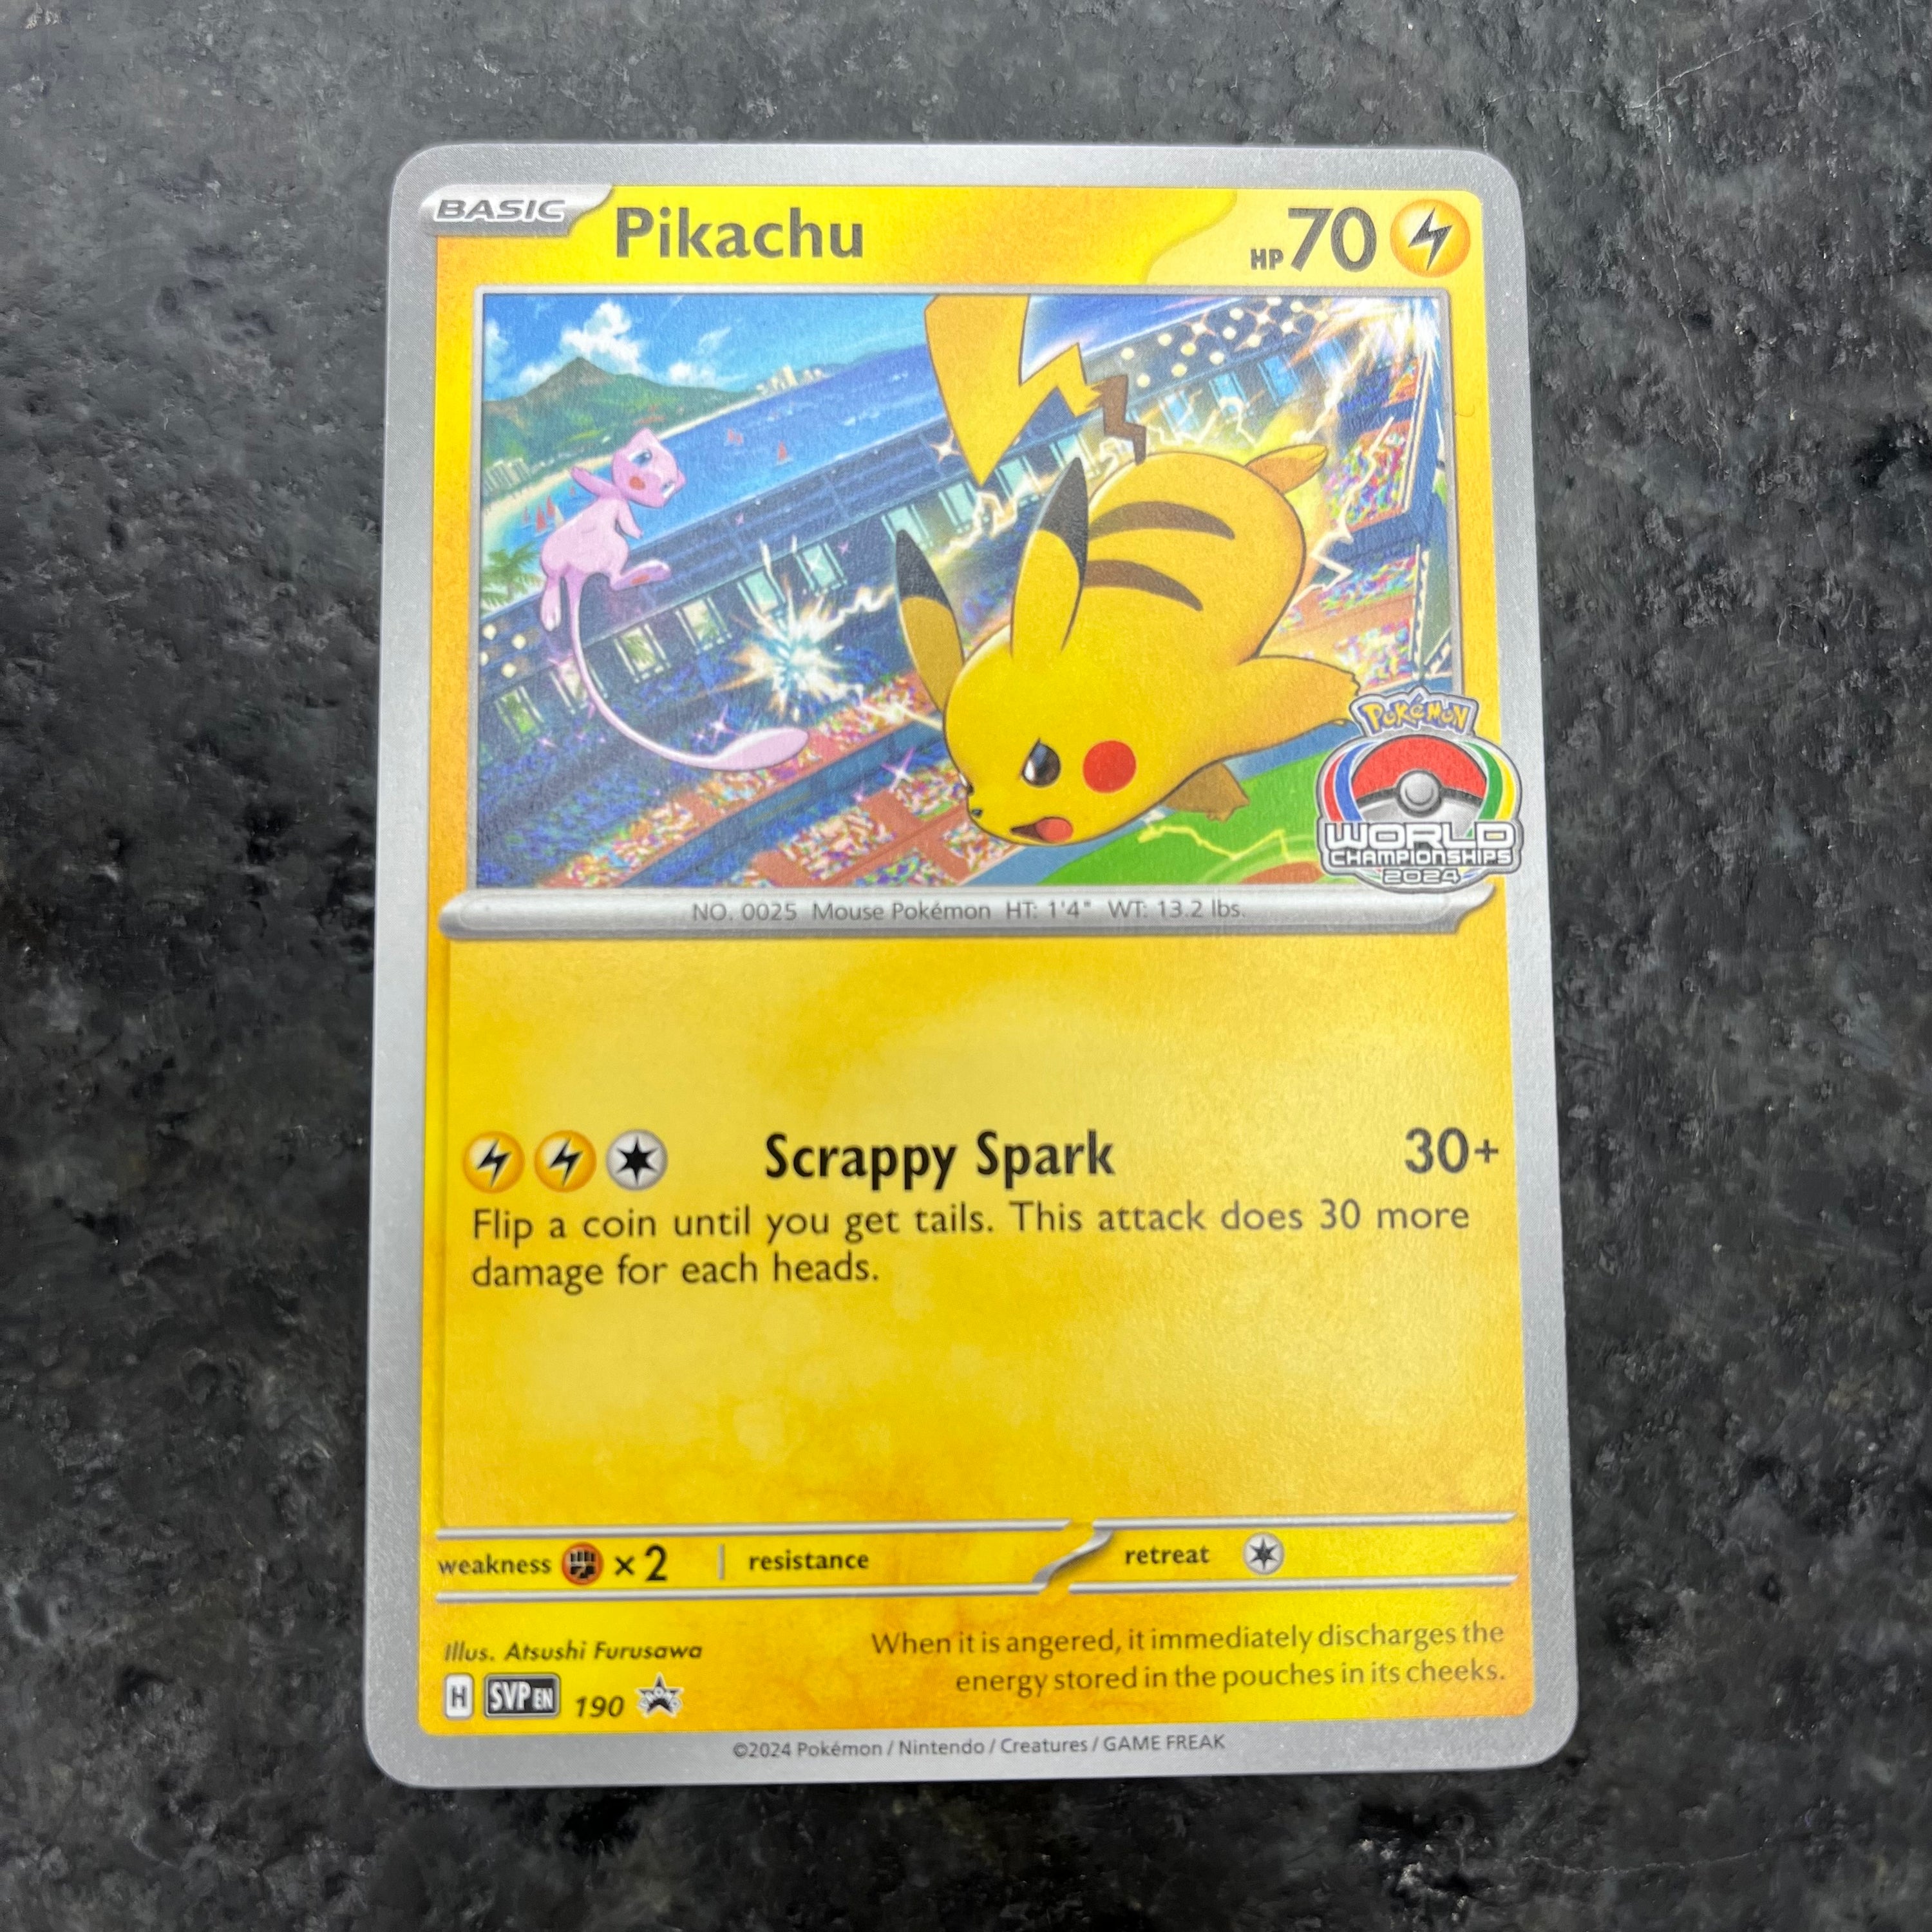 BASIC Pikachu HP 70
POKéMON
WORLD
CHAMPIONSHIPS
2024
NO. 0025 Mouse Pokémon HT: 1'4" WT: 13.2 lbs.
Scrappy Spark 30+
Flip a coin until you get tails. This attack does 30 more
damage for each heads.
weakness ×2 resistance retreat
Illus. Atsushi Furusawa
When it is angered, it immediately discharges the
energy stored in the pouches in its cheeks.
H SVP EN 190
©2024 Pokémon / Nintendo / Creatures / GAME FREAK